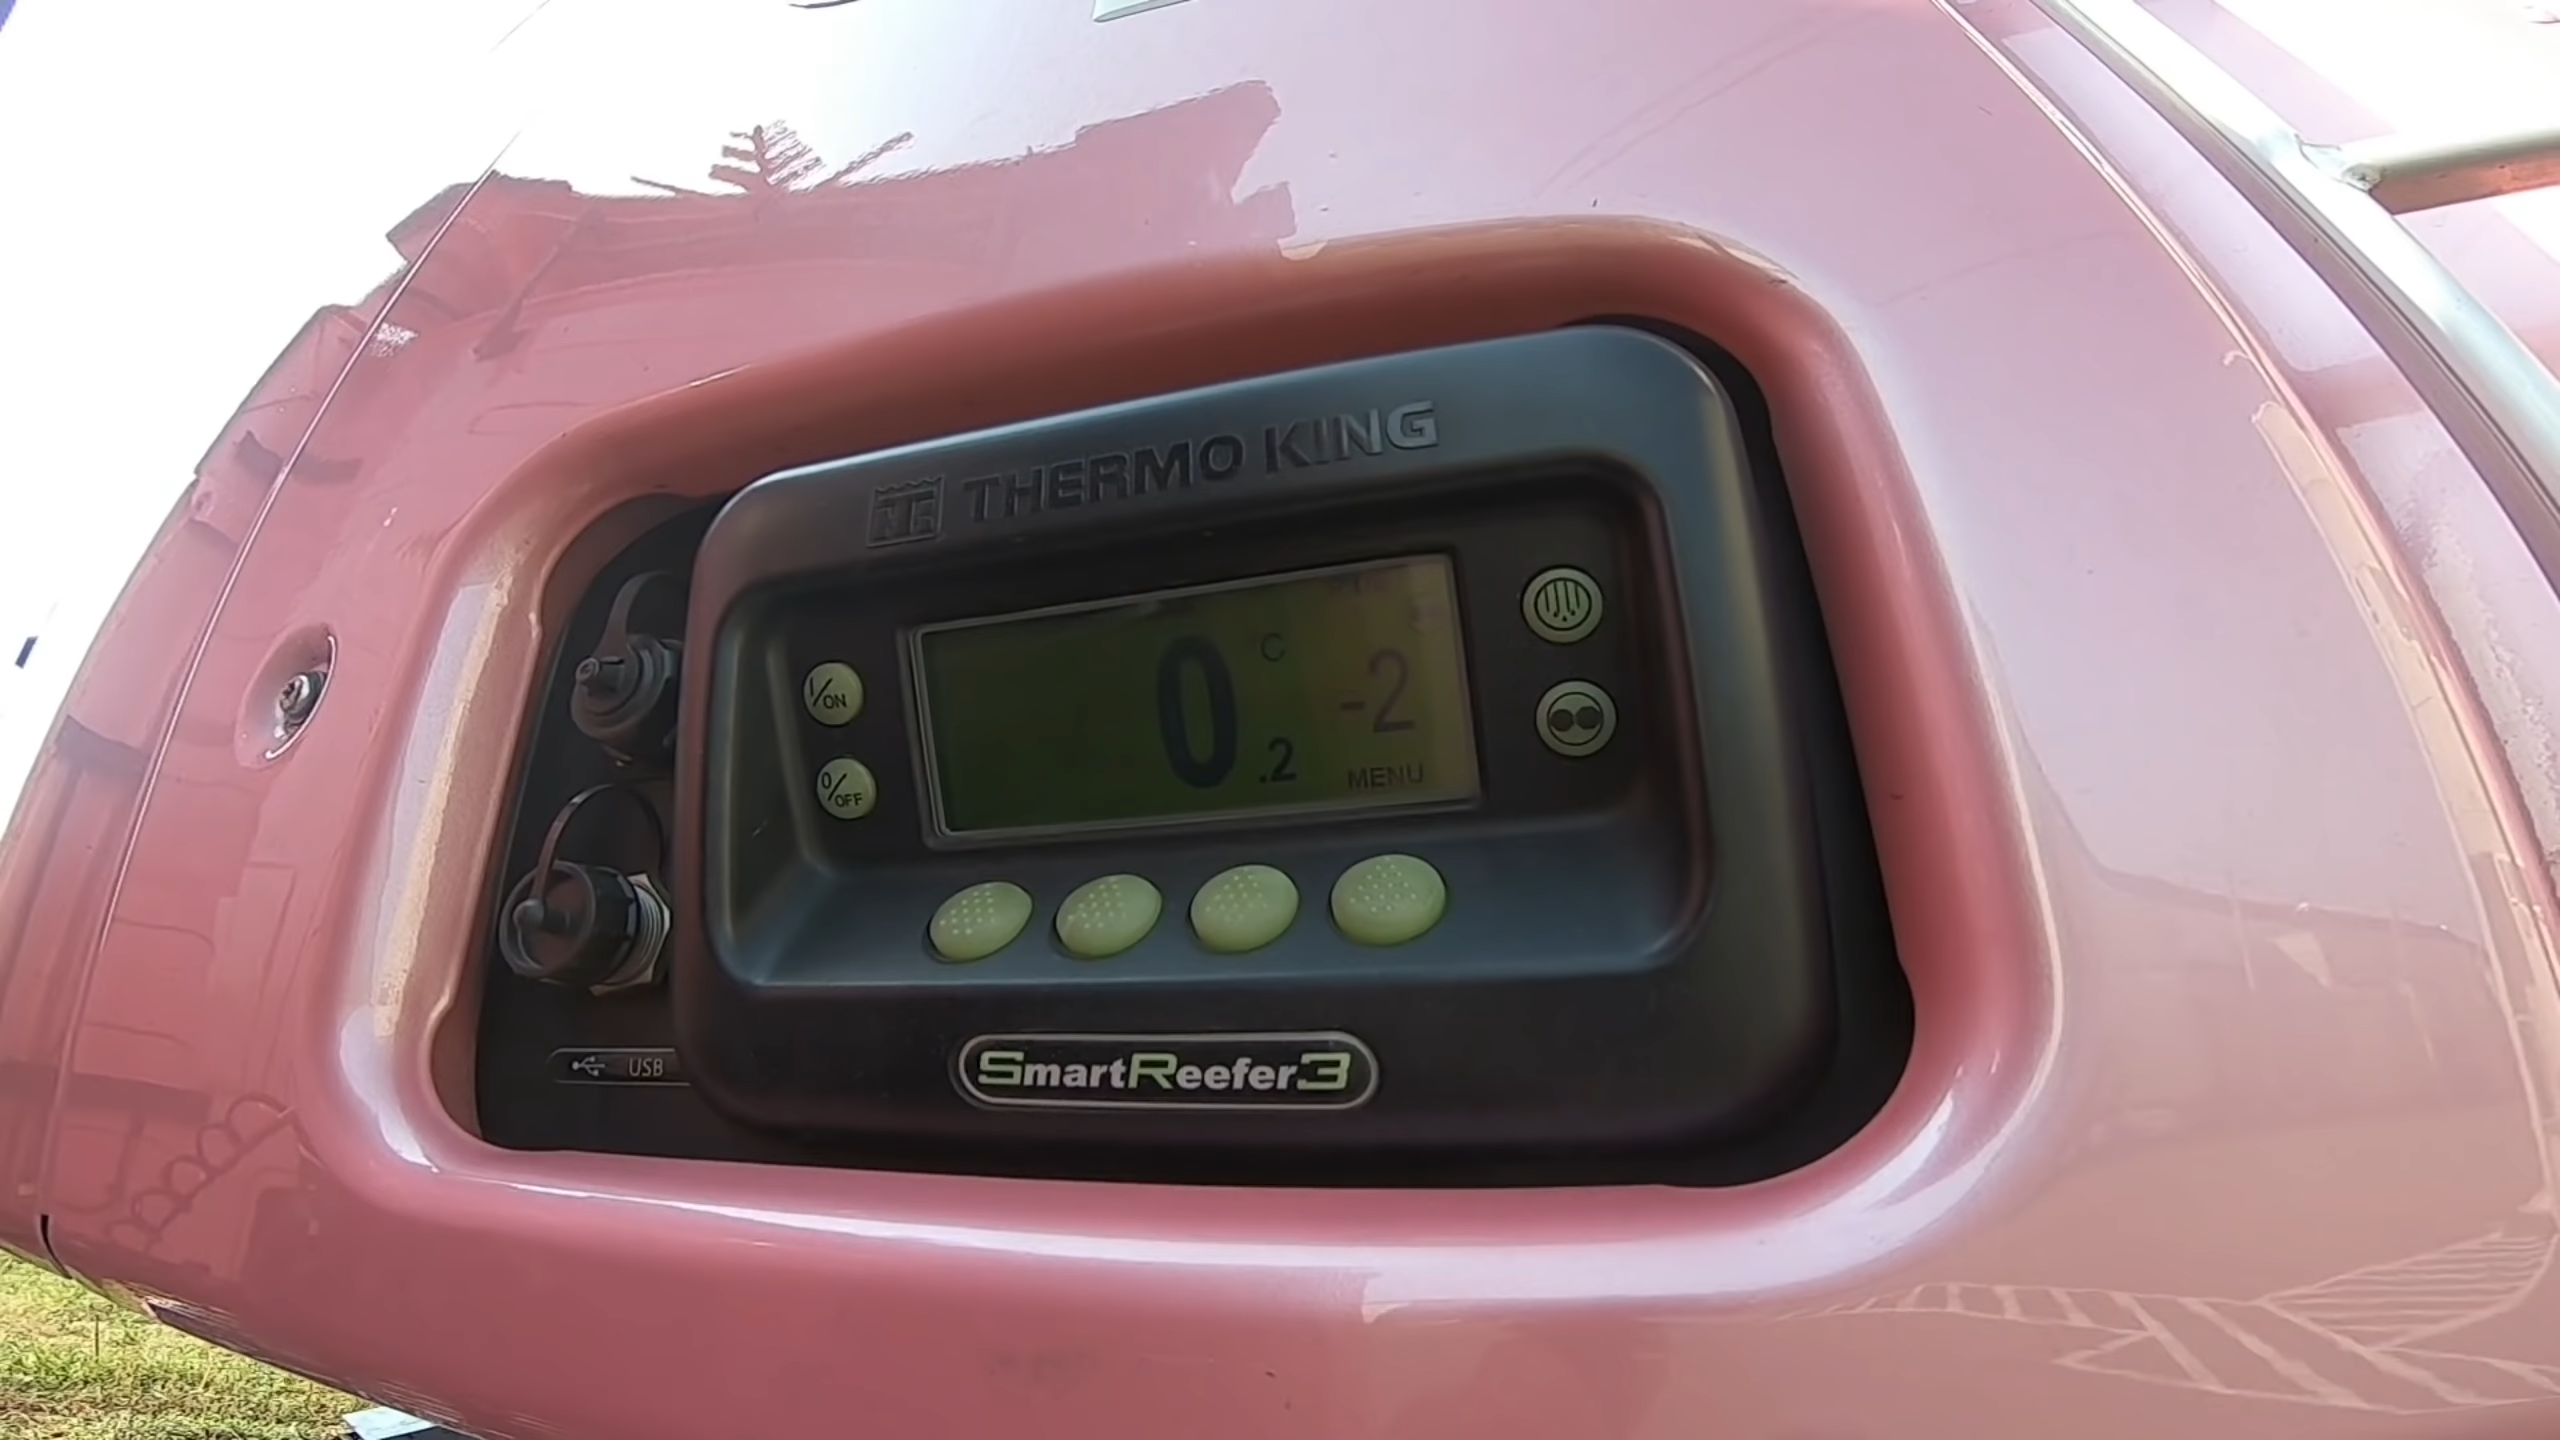 THERMO KING
I/ON
0/OFF
0.2 °C
-2
MENU
USB
SmartReefer3